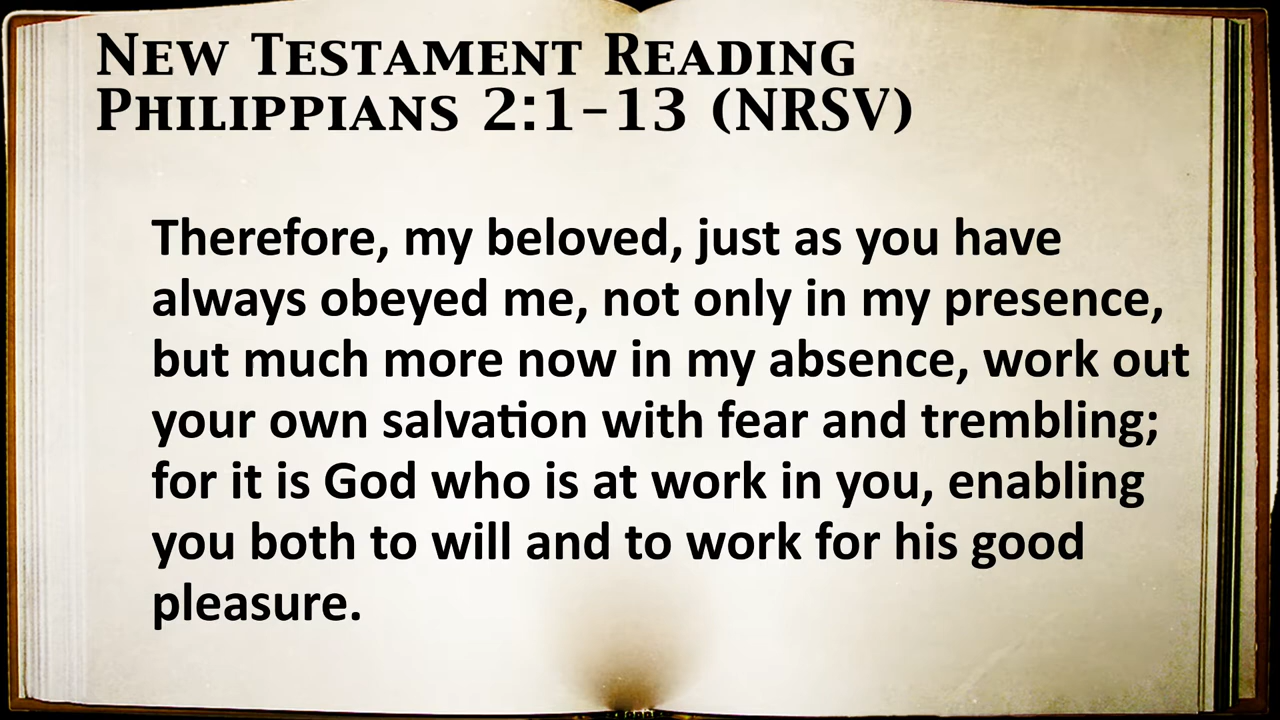 New Testament Reading
Philippians 2:1-13 (NRSV)
Therefore, my beloved, just as you have
always obeyed me, not only in my presence,
but much more now in my absence, work out
your own salvation with fear and trembling;
for it is God who is at work in you, enabling
you both to will and to work for his good
pleasure.